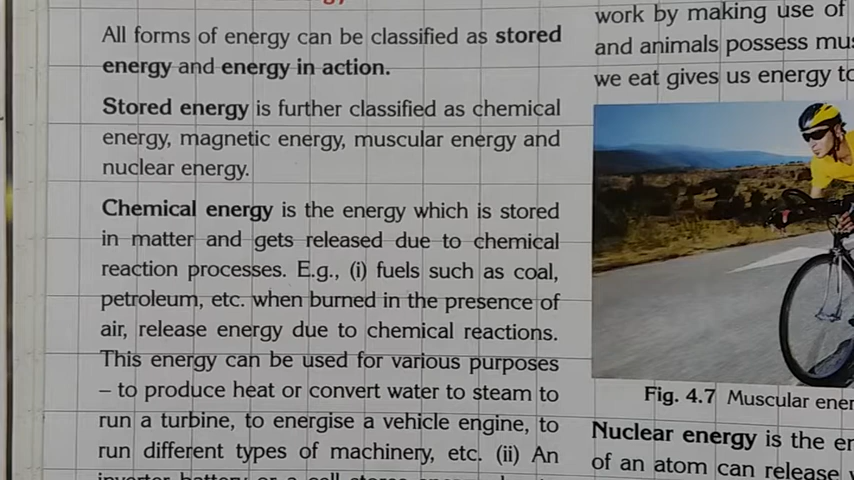 All forms of energy can be classified as stored
energy and energy in action.
Stored energy is further classified as chemical
energy, magnetic energy, muscular energy and
nuclear energy.
Chemical energy is the energy which is stored
in matter and gets released due to chemical
reaction processes. E.g., (i) fuels such as coal,
petroleum, etc. when burned in the presence of
air, release energy due to chemical reactions.
This energy can be used for various purposes
– to produce heat or convert water to steam to
run a turbine, to energise a vehicle engine, to
run different types of machinery, etc. (ii) An
work by making use of
and animals possess mus
we eat gives us energy to
Fig. 4.7 Muscular ener
Nuclear energy is the en
of an atom can release